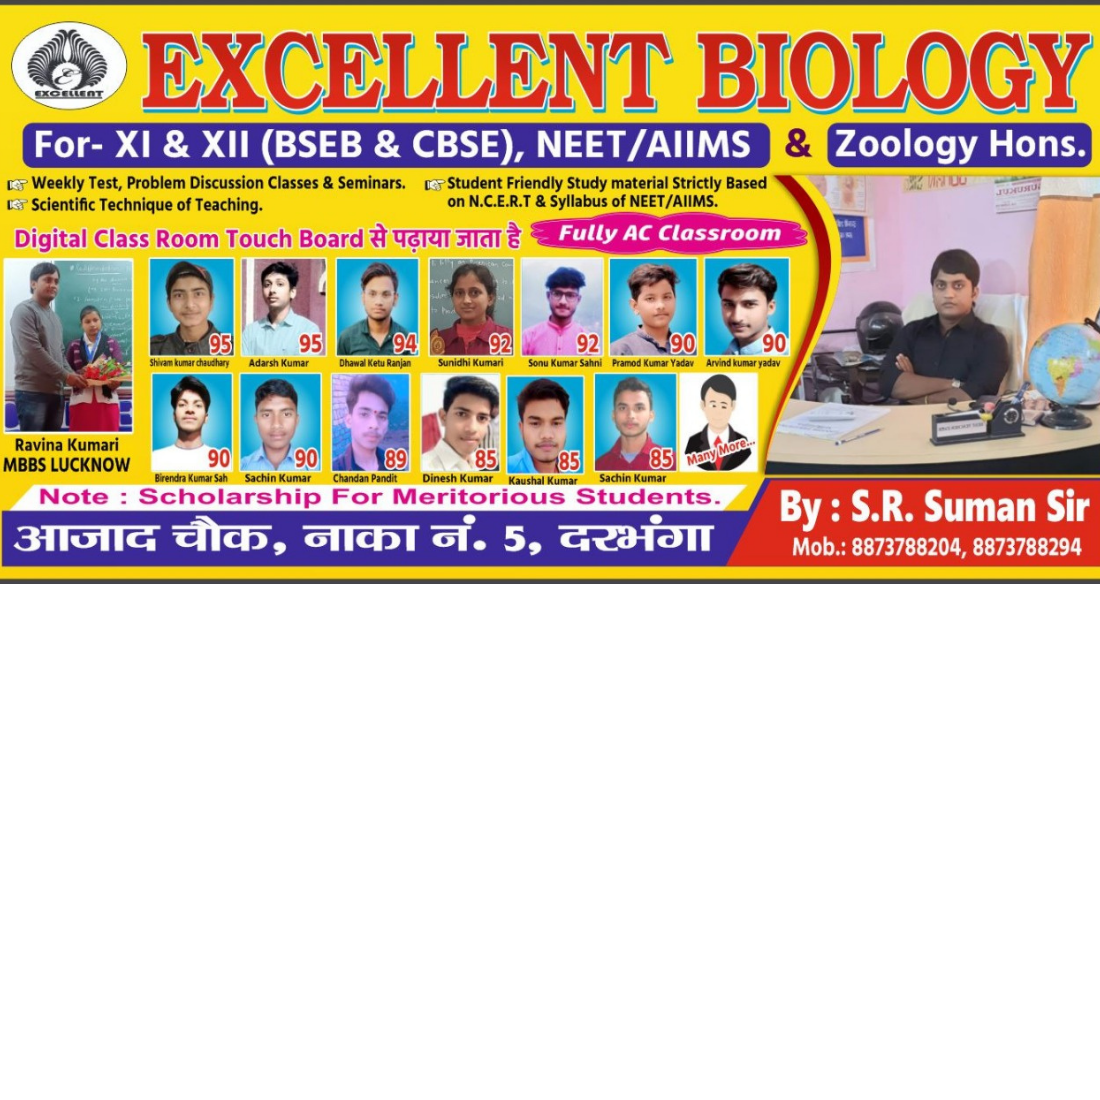 EXCELLENT
EXCELLENT BIOLOGY
For- XI & XII (BSEB & CBSE), NEET/AIIMS & Zoology Hons.
Weekly Test, Problem Discussion Classes & Seminars.
Scientific Technique of Teaching.
Student Friendly Study material Strictly Based
on N.C.E.R.T & Syllabus of NEET/AIIMS.
Digital Class Room Touch Board से पढ़ाया जाता है
Fully AC Classroom
95 95 94 92 92 90 90
Shivam kumar chaudhary Adarsh Kumar Dhawal Ketu Ranjan Sunidhi Kumari Sonu Kumar Sahni Pramod Kumar Yadav Arvind kumar yadav
Ravina Kumari
MBBS LUCKNOW
90 90 89 85 85 85 Many More...
Birendra Kumar Sah Sachin Kumar Chandan Pandit Dinesh Kumar Kaushal Kumar Sachin Kumar
Note : Scholarship For Meritorious Students.
आजाद चौक, नाका नं. 5, दरभंगा
By : S.R. Suman Sir
Mob.: 8873788204, 8873788294